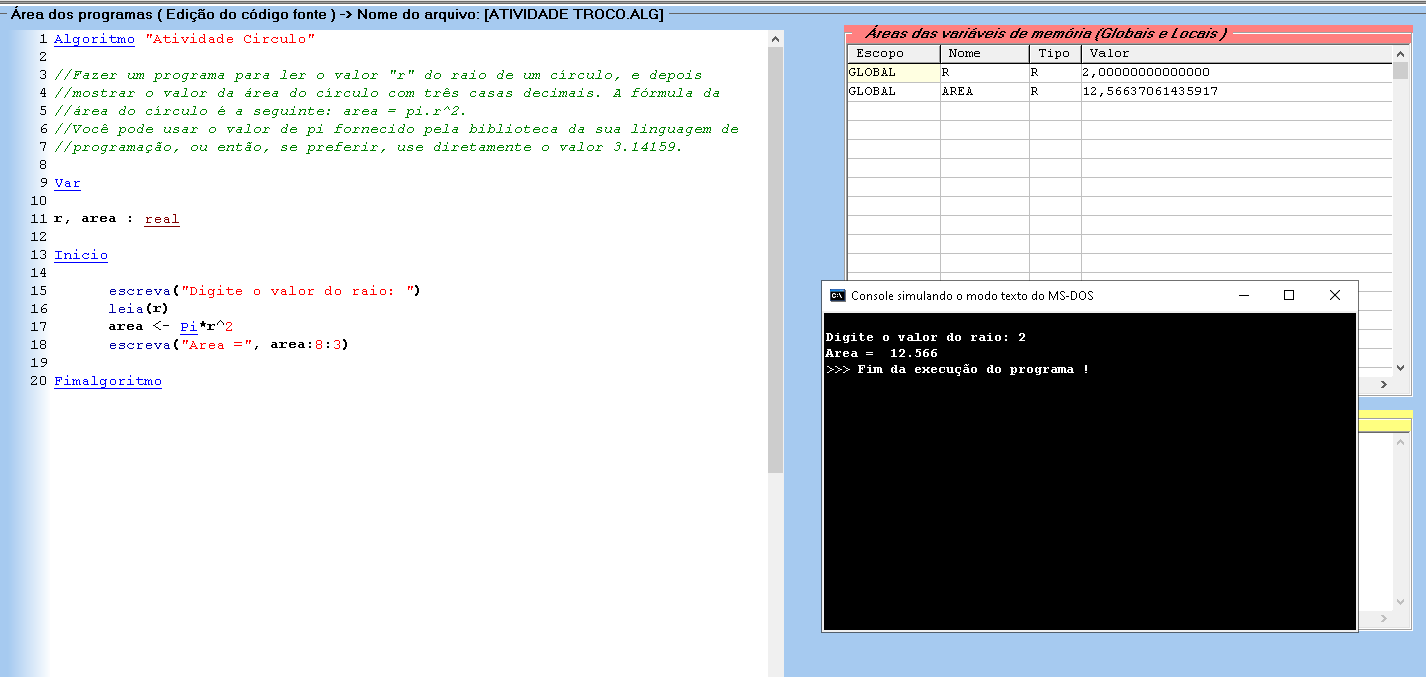 Área dos programas ( Edição do código fonte ) -> Nome do arquivo: [ATIVIDADE TROCO.ALG]
1 Algoritmo "Atividade Circulo"
2
3 //Fazer um programa para ler o valor "r" do raio de um círculo, e depois
4 //mostrar o valor da área do círculo com três casas decimais. A fórmula da
5 //área do círculo é a seguinte: area = pi.r^2.
6 //Você pode usar o valor de pi fornecido pela biblioteca da sua linguagem de
7 //programação, ou então, se preferir, use diretamente o valor 3.14159.
8
9 Var
10
11 r, area : real
12
13 Inicio
14
15 escreva("Digite o valor do raio: ")
16 leia(r)
17 area <- Pi*r^2
18 escreva("Area =", area:8:3)
19
20 Fimalgoritmo
Áreas das variáveis de memória (Globais e Locais )
Escopo Nome Tipo Valor
GLOBAL R R 2,00000000000000
GLOBAL AREA R 12,56637061435917
C:\ Console simulando o modo texto do MS-DOS
Digite o valor do raio: 2
Area =  12.566
>>> Fim da execução do programa !